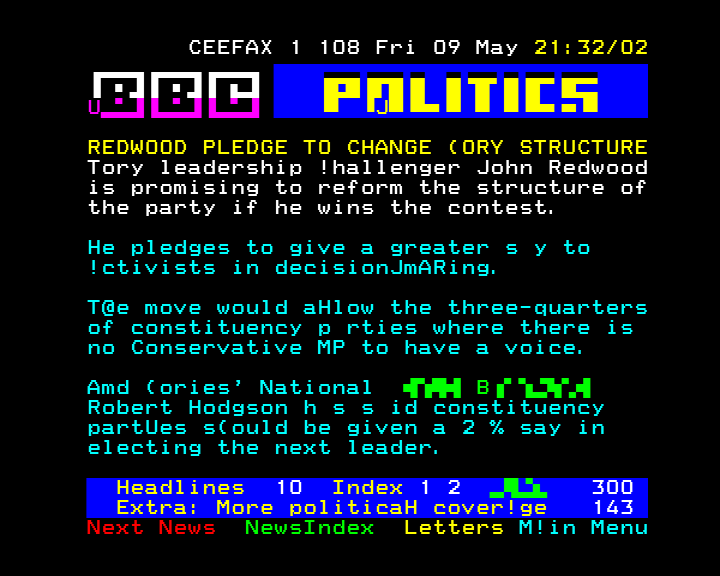 CEEFAX 1 108 Fri 09 May 21:32/02
BBC POLITICS
REDWOOD PLEDGE TO CHANGE (ORY STRUCTURE
Tory leadership !hallenger John Redwood
is promising to reform the structure of
the party if he wins the contest.
He pledges to give a greater s y to
!ctivists in decisionJmARing.
T@e move would aHlow the three-quarters
of constituency p rties where there is
no Conservative MP to have a voice.
Amd (ories' National B
Robert Hodgson h s s id constituency
partUes s(ould be given a 2 % say in
electing the next leader.
Headlines 10 Index 1 2 300
Extra: More politicaH cover!ge 143
Next News NewsIndex Letters M!in Menu